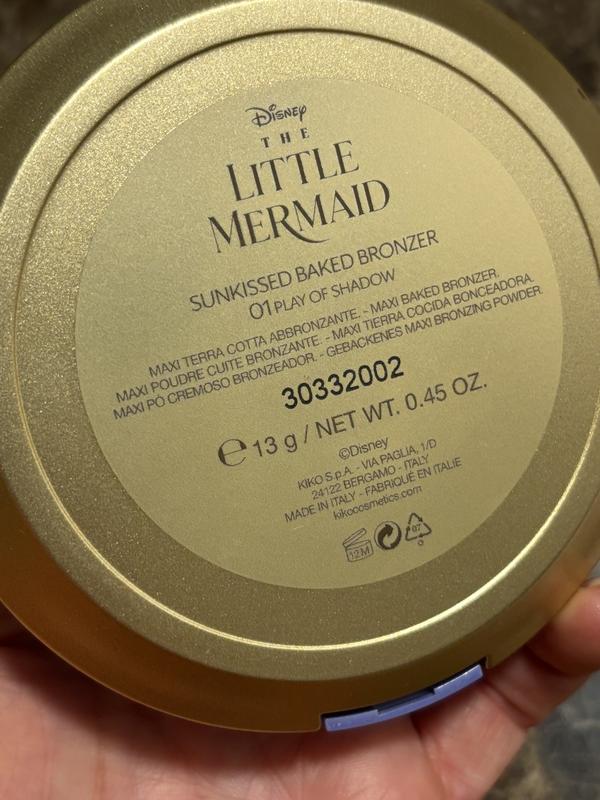 Disney
THE
LITTLE
MERMAID
SUNKISSED BAKED BRONZER
01 PLAY OF SHADOW
MAXI TERRA COTTA ABBRONZANTE. - MAXI BAKED BRONZER.
MAXI POUDRE CUITE BRONZANTE. - MAXI TIERRA COCIDA BONCEADORA.
MAXI PÓ CREMOSO BRONZEADOR. - GEBACKENES MAXI BRONZING POWDER.
30332002
℮ 13 g / NET WT. 0.45 OZ.
©Disney
KIKO S.p.A. - VIA PAGLIA, 1/D
24122 BERGAMO - ITALY
MADE IN ITALY - FABRIQUÉ EN ITALIE
kikocosmetics.com
12M 07